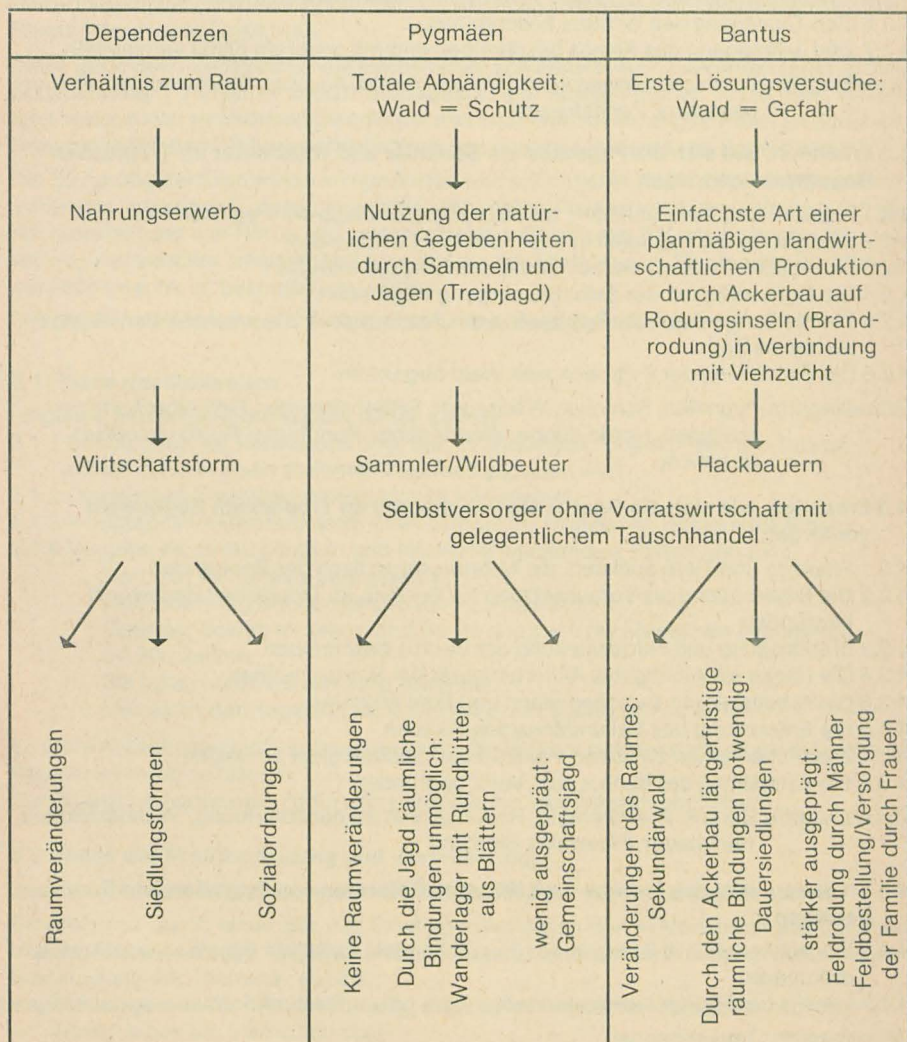 Dependenzen
Pygmäen
Bantus
Verhältnis zum Raum
Totale Abhängigkeit:
Wald = Schutz
Erste Lösungsversuche:
Wald = Gefahr
Nahrungserwerb
Nutzung der natür-
lichen Gegebenheiten
durch Sammeln und
Jagen (Treibjagd)
Einfachste Art einer
planmäßigen landwirt-
schaftlichen Produktion
durch Ackerbau auf
Rodungsinseln (Brand-
rodung) in Verbindung
mit Viehzucht
Wirtschaftsform
Sammler/Wildbeuter
Hackbauern
Selbstversorger ohne Vorratswirtschaft mit
gelegentlichem Tauschhandel
Raumveränderungen
Siedlungsformen
Sozialordnungen
Keine Raumveränderungen
Durch die Jagd räumliche
Bindungen unmöglich:
Wanderlager mit Rundhütten
aus Blättern
wenig ausgeprägt:
Gemeinschaftsjagd
Veränderungen des Raumes:
Sekundärwald
Durch den Ackerbau längerfristige
räumliche Bindungen notwendig:
Dauersiedlungen
stärker ausgeprägt:
Feldrodung durch Männer
Feldbestellung/Versorgung
der Familie durch Frauen